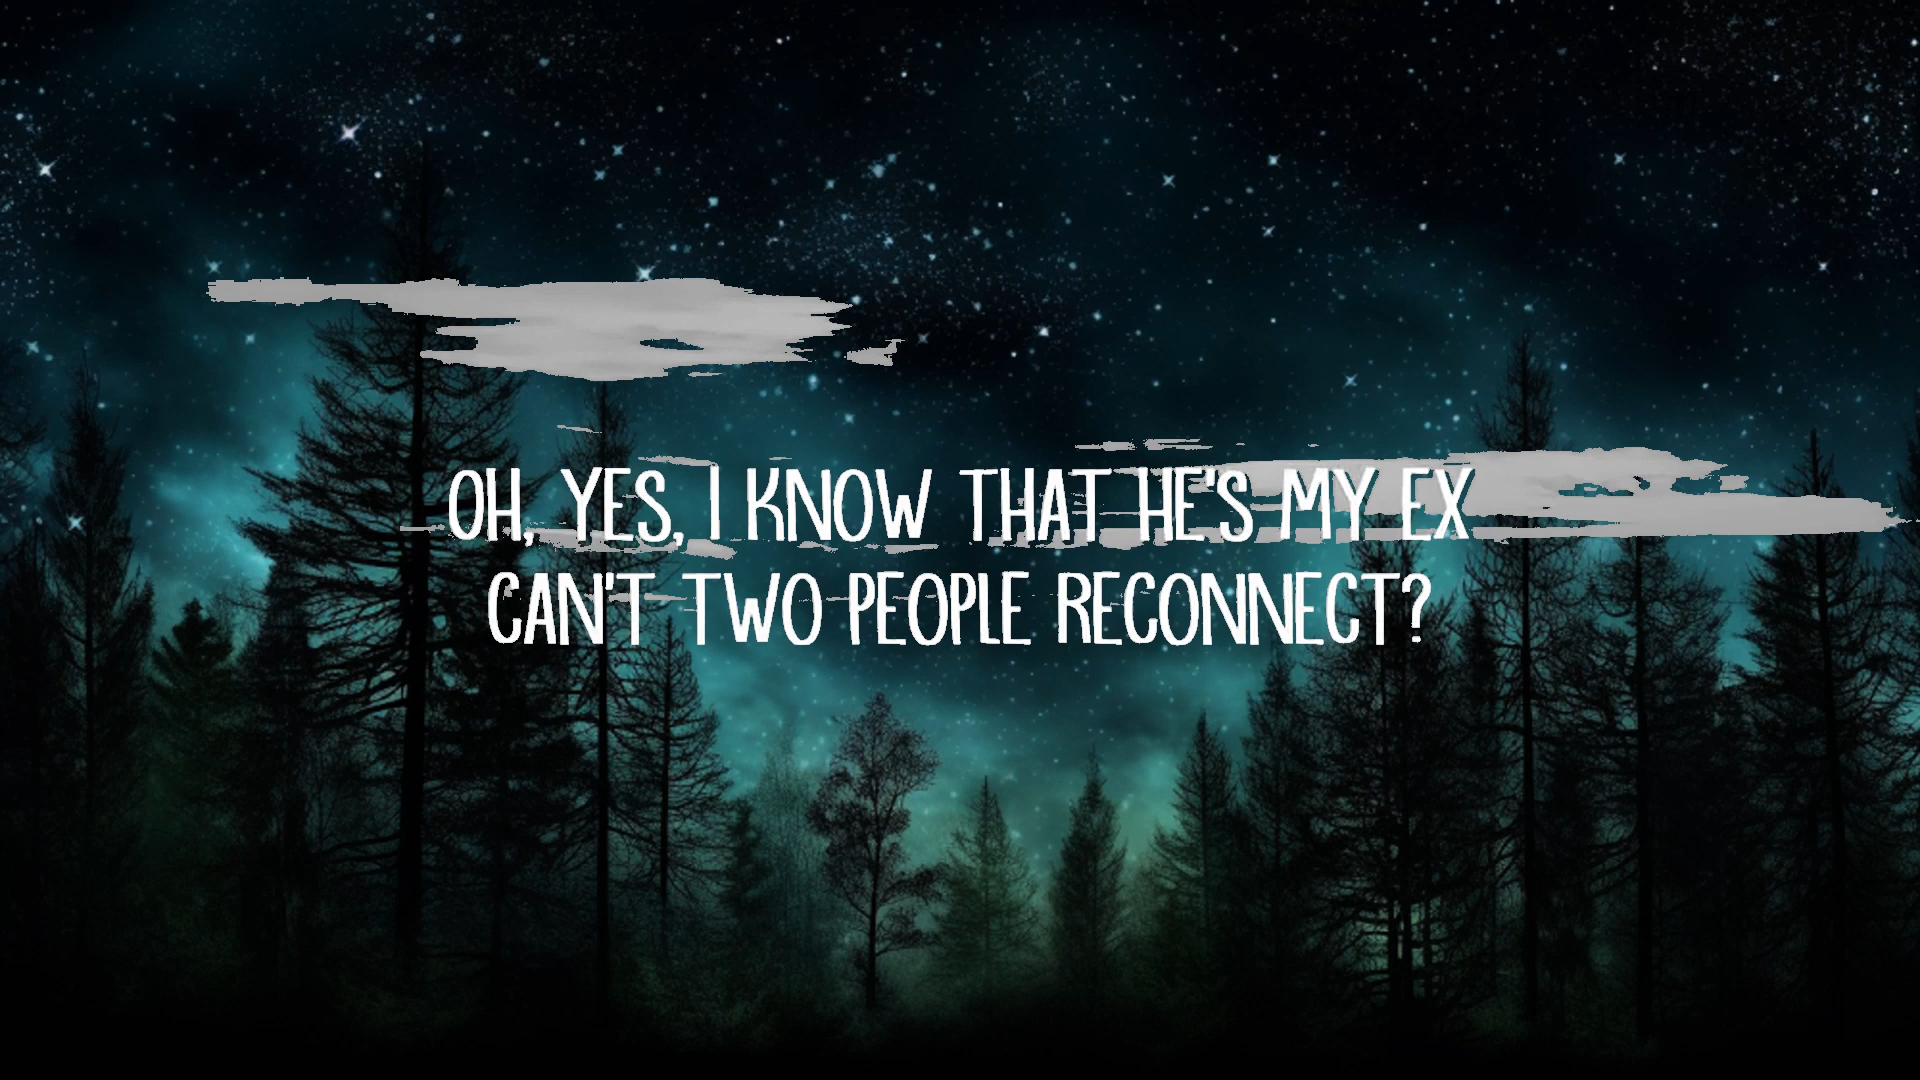 OH, YES, I KNOW THAT HE'S MY EX
CAN'T TWO PEOPLE RECONNECT?